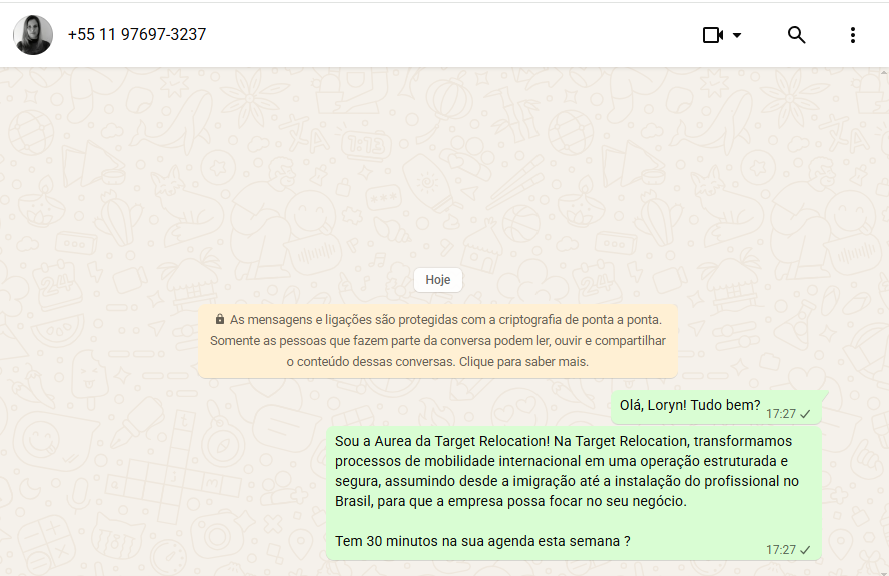 +55 11 97697-3237
Hoje
As mensagens e ligações são protegidas com a criptografia de ponta a ponta.
Somente as pessoas que fazem parte da conversa podem ler, ouvir e compartilhar
o conteúdo dessas conversas. Clique para saber mais.
Olá, Loryn! Tudo bem?
17:27
Sou a Aurea da Target Relocation! Na Target Relocation, transformamos
processos de mobilidade internacional em uma operação estruturada e
segura, assumindo desde a imigração até a instalação do profissional no
Brasil, para que a empresa possa focar no seu negócio.
Tem 30 minutos na sua agenda esta semana ?
17:27